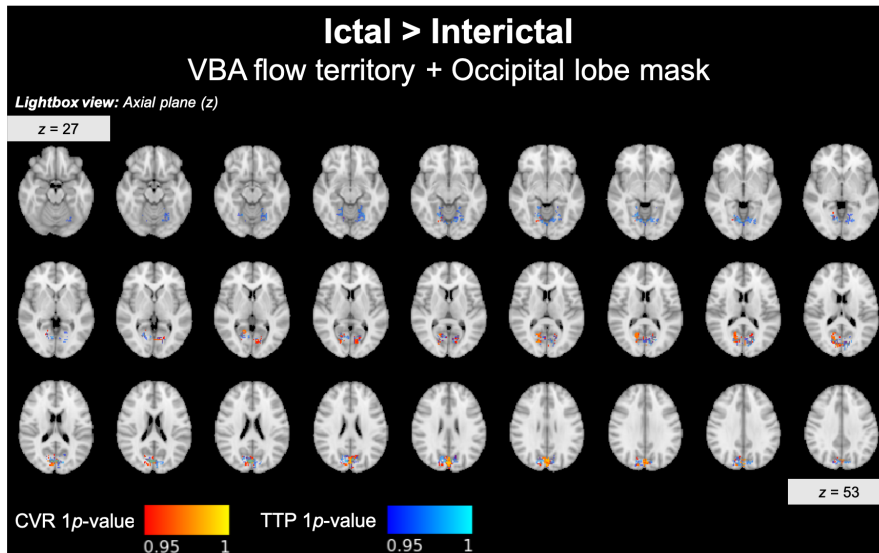 Ictal > Interictal
VBA flow territory + Occipital lobe mask
Lightbox view: Axial plane (z)
z = 27
z = 53
CVR 1p-value
0.95 1
TTP 1p-value
0.95 1